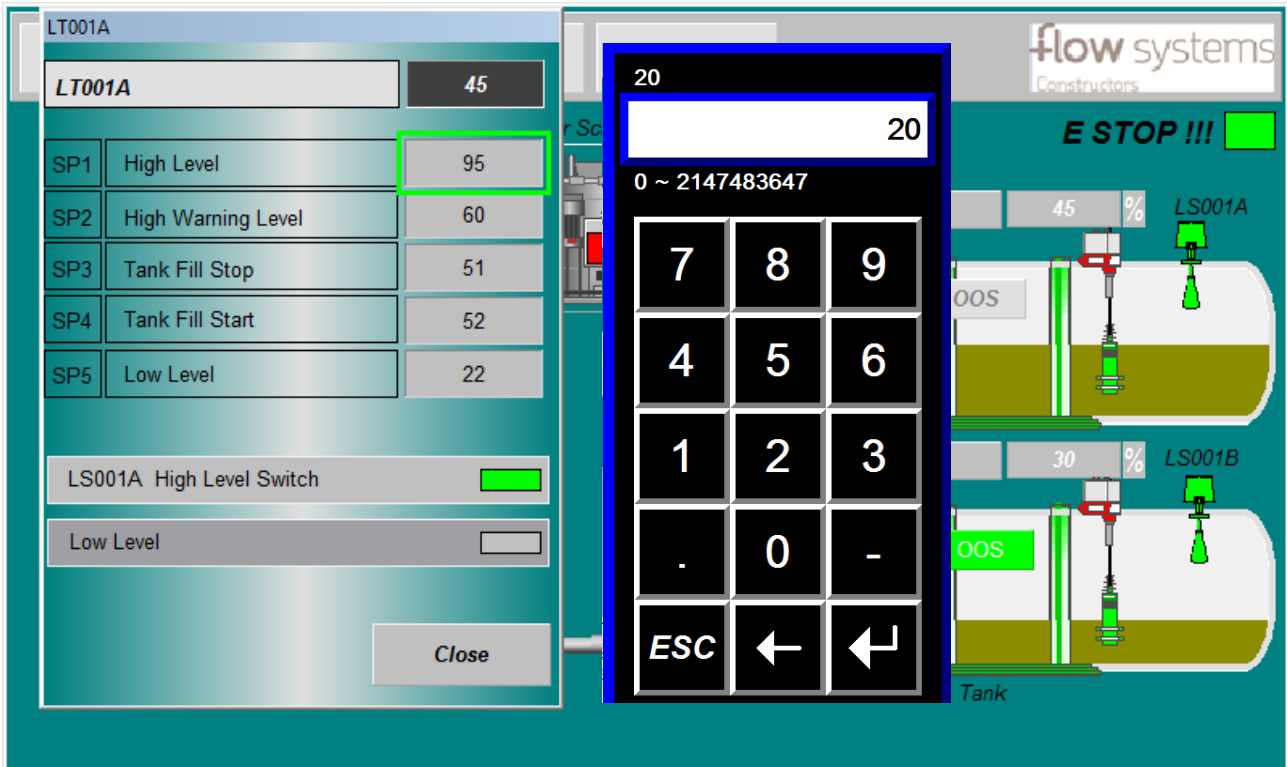 LT001A
LT001A 45
SP1 High Level 95
SP2 High Warning Level 60
SP3 Tank Fill Stop 51
SP4 Tank Fill Start 52
SP5 Low Level 22
LS001A High Level Switch
Low Level
Close
20
20
0 ~ 2147483647
7 8 9
4 5 6
1 2 3
. 0 -
ESC
flow systems
Constructors
E STOP !!!
45 % LS001A
OOS
30 % LS001B
OOS
Tank